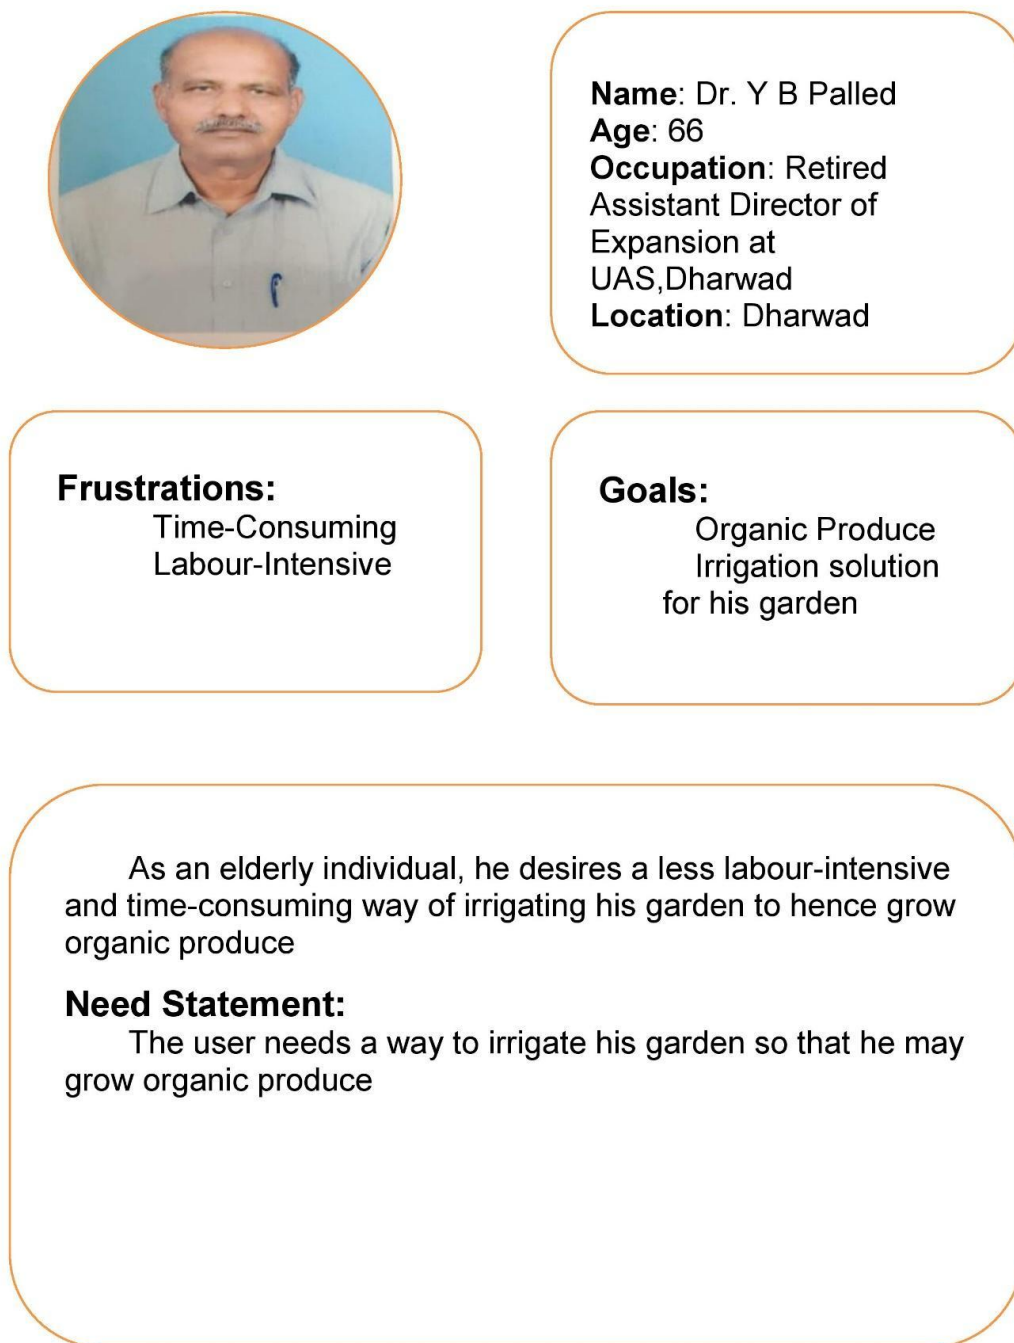 Name: Dr. Y B Palled
Age: 66
Occupation: Retired
Assistant Director of
Expansion at
UAS,Dharwad
Location: Dharwad
Frustrations:
Time-Consuming
Labour-Intensive
Goals:
Organic Produce
Irrigation solution
for his garden
As an elderly individual, he desires a less labour-intensive
and time-consuming way of irrigating his garden to hence grow
organic produce
Need Statement:
The user needs a way to irrigate his garden so that he may
grow organic produce